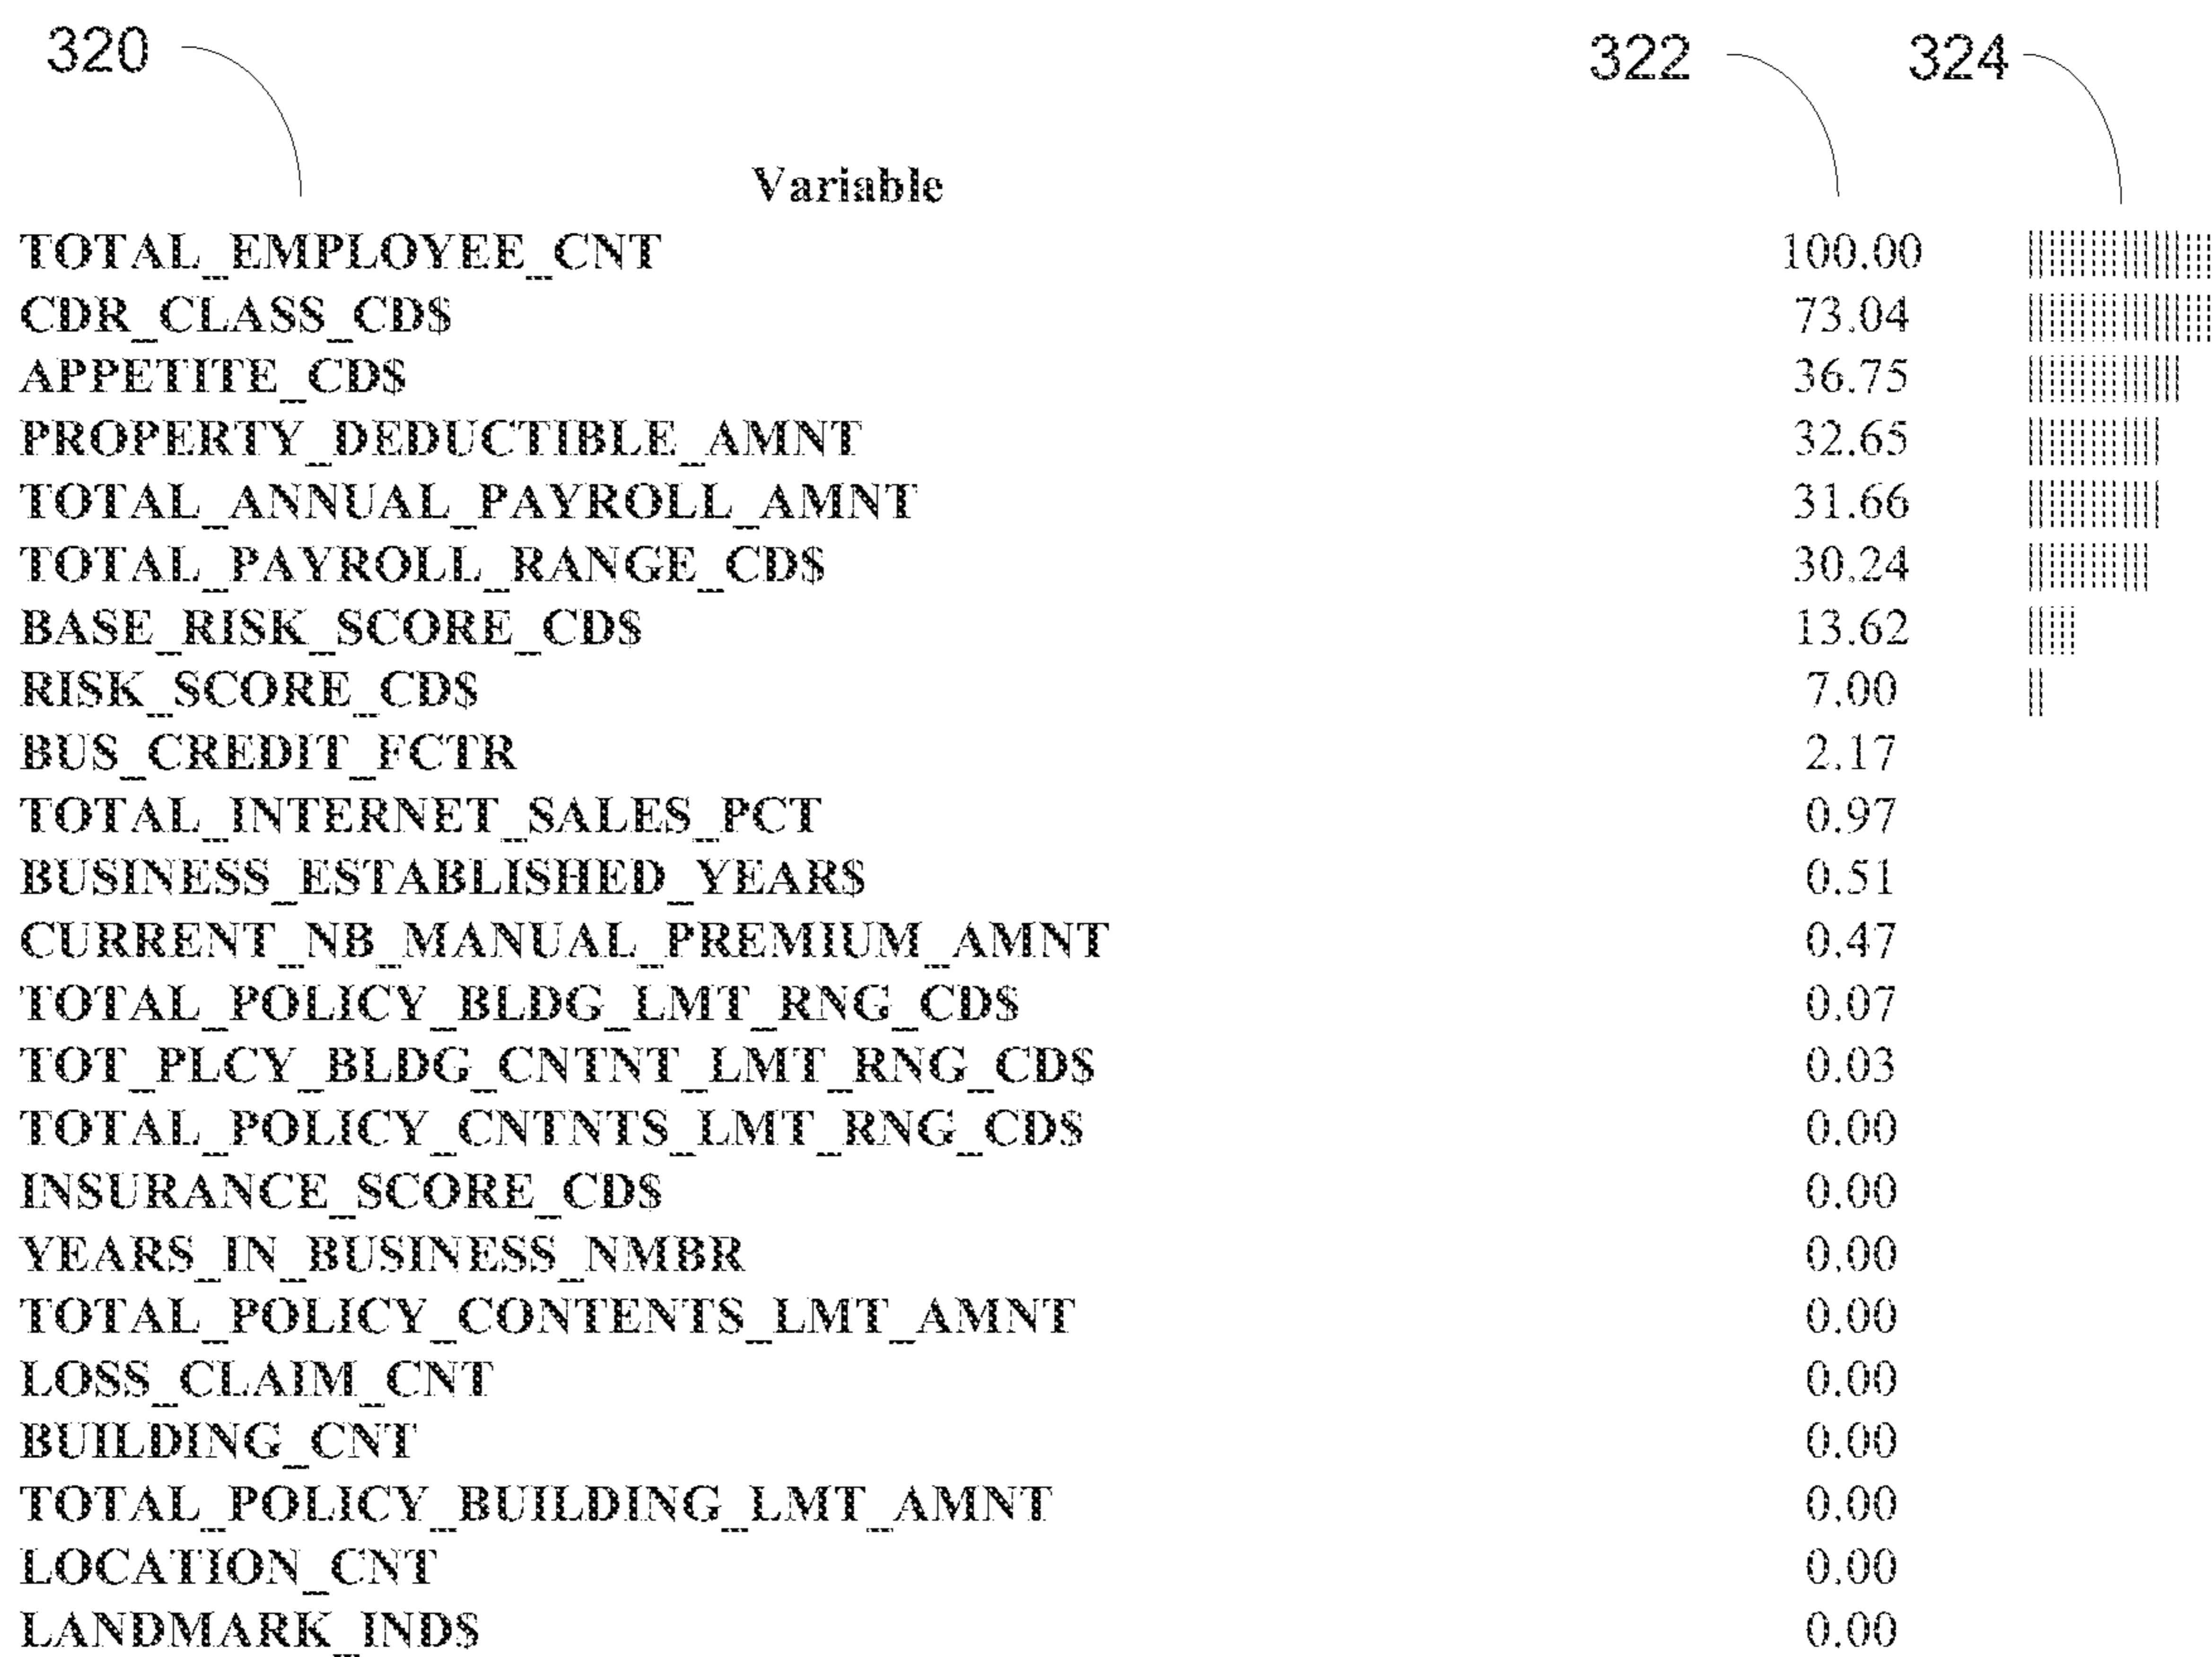 320 322 324
Variable
TOTAL_EMPLOYEE_CNT 100.00
CDR_CLASS_CD$ 73.04
APPETITE_CD$ 36.75
PROPERTY_DEDUCTIBLE_AMNT 32.65
TOTAL_ANNUAL_PAYROLL_AMNT 31.66
TOTAL_PAYROLL_RANGE_CD$ 30.24
BASE_RISK_SCORE_CD$ 13.62
RISK_SCORE_CD$ 7.00
BUS_CREDIT_FCTR 2.17
TOTAL_INTERNET_SALES_PCT 0.97
BUSINESS_ESTABLISHED_YEAR$ 0.51
CURRENT_NB_MANUAL_PREMIUM_AMNT 0.47
TOTAL_POLICY_BLDG_LMT_RNG_CD$ 0.07
TOT_PLCY_BLDG_CNTNT_LMT_RNG_CD$ 0.03
TOTAL_POLICY_CNTNTS_LMT_RNG_CD$ 0.00
INSURANCE_SCORE_CD$ 0.00
YEARS_IN_BUSINESS_NMBR 0.00
TOTAL_POLICY_CONTENTS_LMT_AMNT 0.00
LOSS_CLAIM_CNT 0.00
BUILDING_CNT 0.00
TOTAL_POLICY_BUILDING_LMT_AMNT 0.00
LOCATION_CNT 0.00
LANDMARK_IND$ 0.00